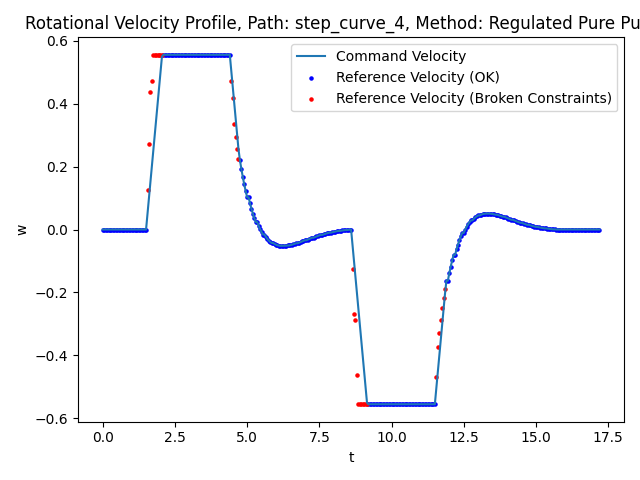 Rotational Velocity Profile, Path: step_curve_4, Method: Regulated Pure Pu
0.6
Command Velocity
Reference Velocity (OK)
Reference Velocity (Broken Constraints)
0.4
0.2
0.0
−0.2
−0.4
−0.6
w
0.0 2.5 5.0 7.5 10.0 12.5 15.0 17.5
t